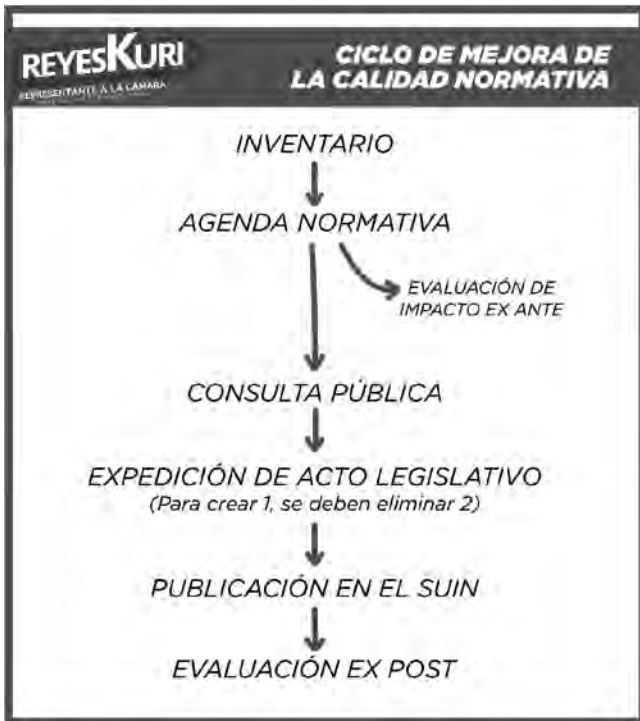 REYESKURI
REPRESENTANTE A LA CÁMARA
CICLO DE MEJORA DE
LA CALIDAD NORMATIVA
INVENTARIO
AGENDA NORMATIVA
EVALUACIÓN DE
IMPACTO EX ANTE
CONSULTA PÚBLICA
EXPEDICIÓN DE ACTO LEGISLATIVO
(Para crear 1, se deben eliminar 2)
PUBLICACIÓN EN EL SUIN
EVALUACIÓN EX POST